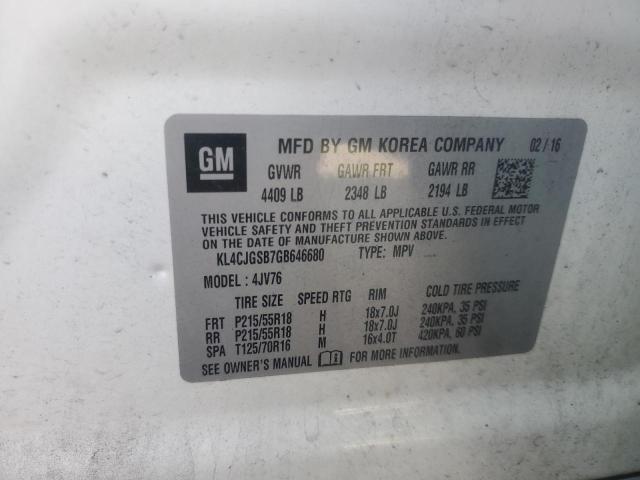 GM
MFD BY GM KOREA COMPANY 02/16
GVWR GAWR FRT GAWR RR
4409 LB 2348 LB 2194 LB
THIS VEHICLE CONFORMS TO ALL APPLICABLE U.S. FEDERAL MOTOR
VEHICLE SAFETY AND THEFT PREVENTION STANDARDS IN EFFECT ON
THE DATE OF MANUFACTURE SHOWN ABOVE.
KL4CJGSB7GB646680 TYPE: MPV
MODEL: 4JV76
TIRE SIZE SPEED RTG RIM COLD TIRE PRESSURE
FRT P215/55R18 H 18x7.0J 240KPA, 35 PSI
RR P215/55R18 H 18x7.0J 240KPA, 35 PSI
SPA T125/70R16 M 16x4.0T 420KPA, 60 PSI
SEE OWNER'S MANUAL FOR MORE INFORMATION.